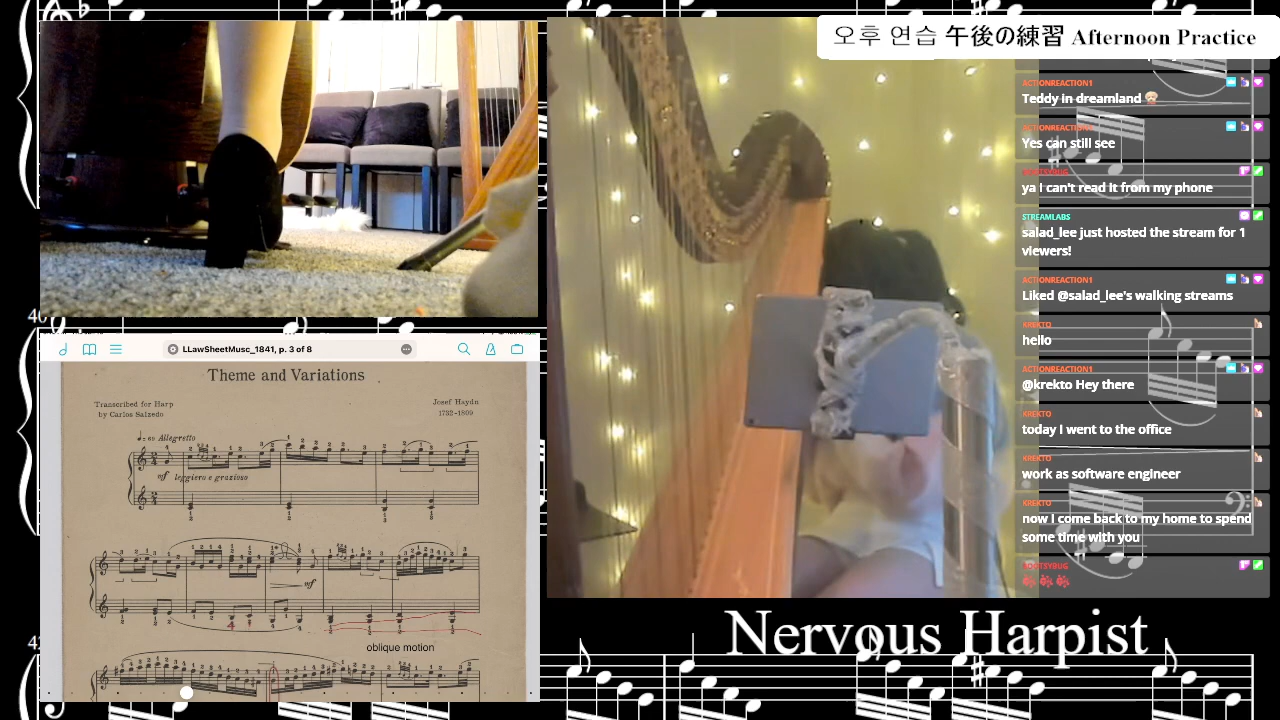 오후 연습 午後の練習 Afternoon Practice
ACTIONREACTION1
Teddy in dreamland
ACTIONREACTION1
Yes can still see
ya I can't read it from my phone
STREAMLABS
salad_lee just hosted the stream for 1
viewers!
ACTIONREACTION1
Liked @salad_lee's walking streams
KREKTO
hello
ACTIONREACTION1
@krekto Hey there
KREKTO
today I went to the office
KREKTO
work as software engineer
KREKTO
now I come back to my home to spend
some time with you
LLawSheetMusc_1841, p. 3 of 8
Theme and Variations
Transcribed for Harp
by Carlos Salzedo
Josef Haydn
1732-1809
Allegretto
mf leggiero e grazioso
mf
oblique motion
Nervous Harpist